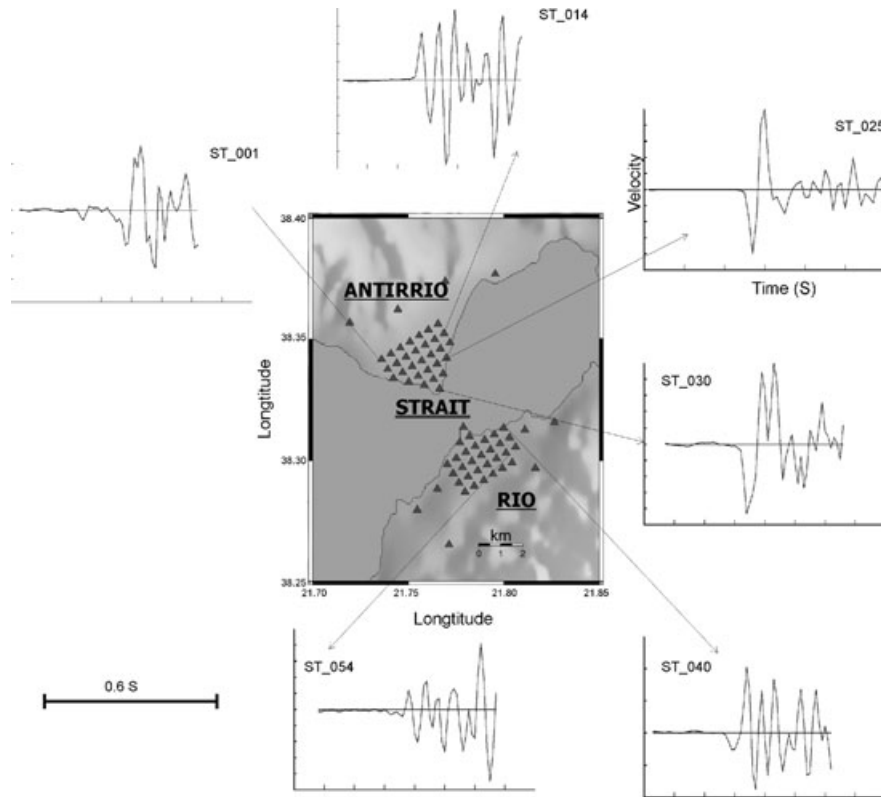 ST_014
ST_001
ST_025
Velocity
Time (S)
38.40
ANTIRRIO
38.35
Longtitude
STRAIT
38.30
RIO
km
0 1 2
38.25
21.70 21.75 21.80 21.85
Longtitude
ST_030
ST_054
ST_040
0.6 S